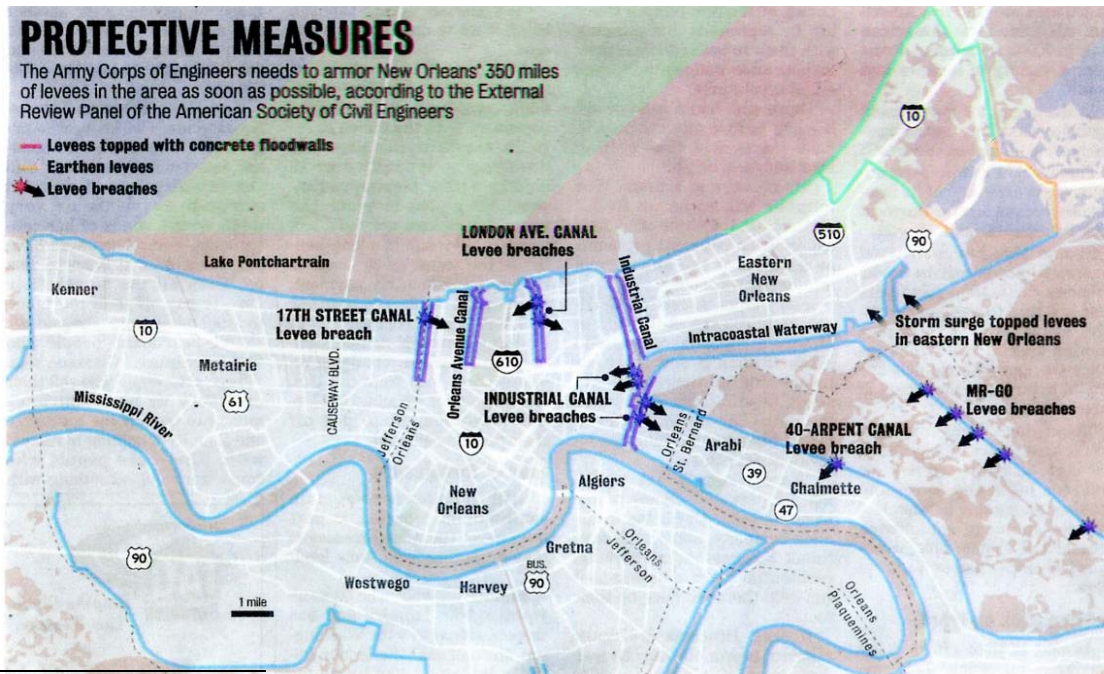 PROTECTIVE MEASURES
The Army Corps of Engineers needs to armor New Orleans' 350 miles
of levees in the area as soon as possible, according to the External
Review Panel of the American Society of Civil Engineers
Levees topped with concrete floodwalls
Earthen levees
Levee breaches
10
510
90
LONDON AVE. CANAL
Levee breaches
Lake Pontchartrain
Kenner
Industrial Canal
Eastern
New
Orleans
17TH STREET CANAL
Levee breach
Orleans Avenue Canal
10
Intracoastal Waterway
Storm surge topped levees
in eastern New Orleans
610
Metairie
CAUSEWAY BLVD.
61
Mississippi River
INDUSTRIAL CANAL
Levee breaches
MR-GO
Levee breaches
Jefferson
Orleans
10
Orleans
St. Bernard
Arabi
40-ARPENT CANAL
Levee breach
39
Chalmette
47
New
Orleans
Algiers
Orleans
Jefferson
90
Gretna
BUS.
90
Westwego
Harvey
Orleans
Plaquemines
1 mile